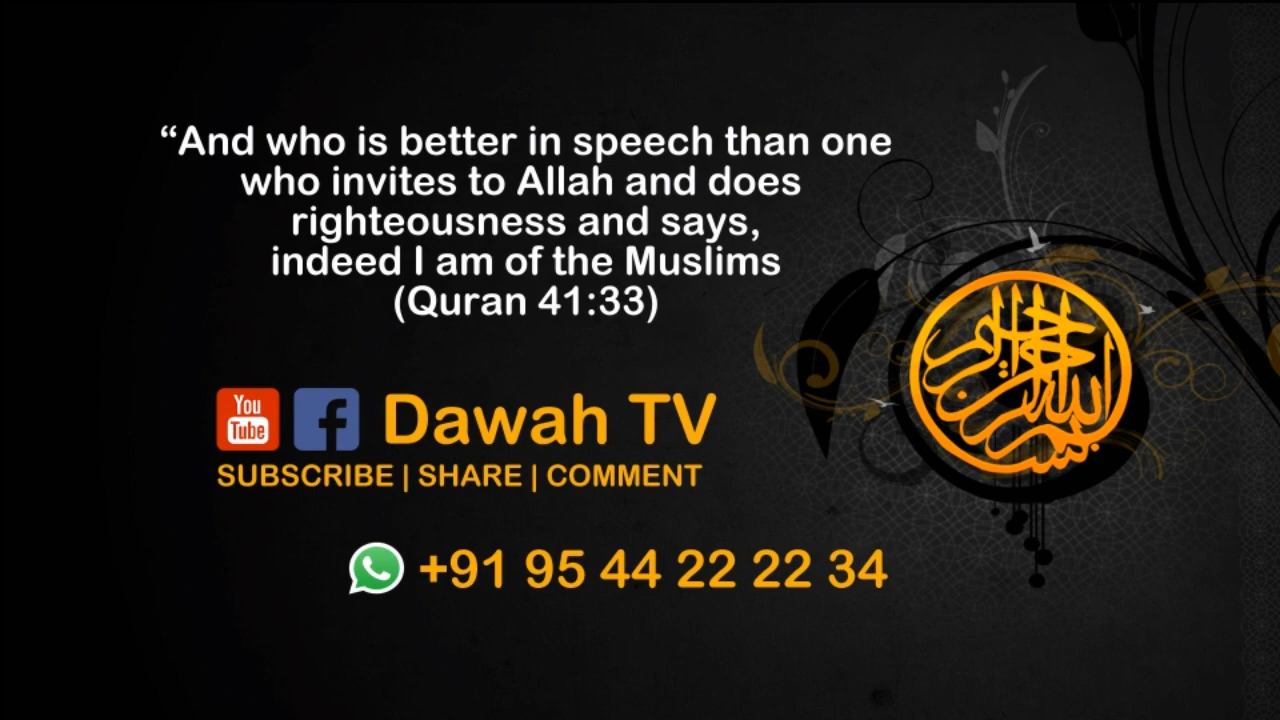 “And who is better in speech than one
who invites to Allah and does
righteousness and says,
indeed I am of the Muslims
(Quran 41:33)
You
Tube
f
Dawah TV
SUBSCRIBE | SHARE | COMMENT
+91 95 44 22 22 34
بسم الله الرحمن الرحيم